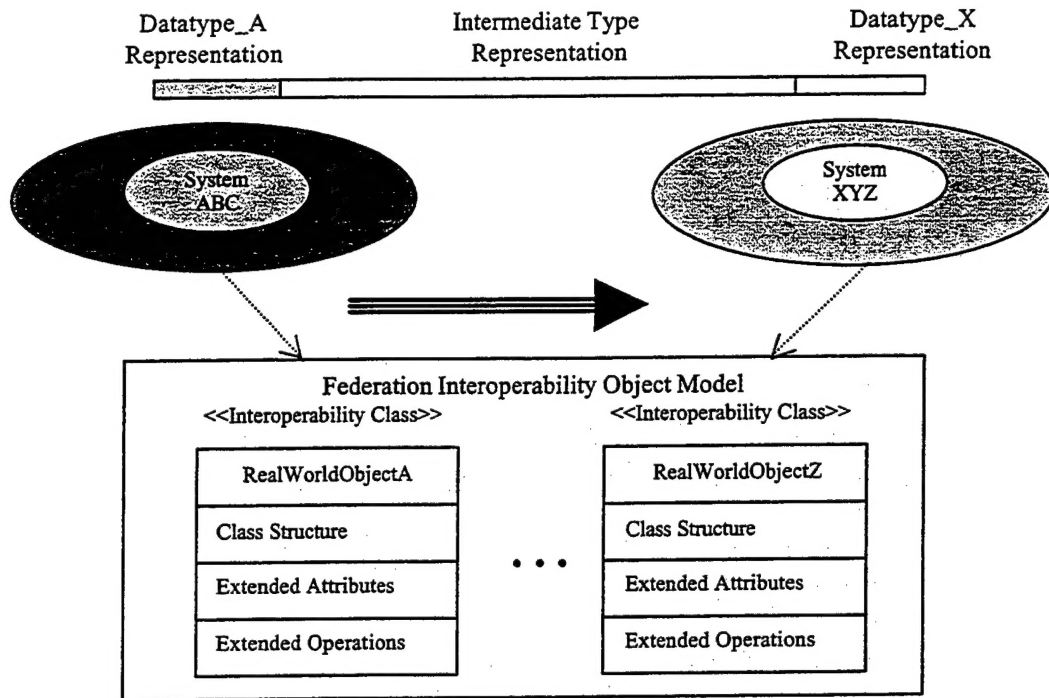 Datatype_A
Representation
Intermediate Type
Representation
Datatype_X
Representation
System
ABC
System
XYZ
Federation Interoperability Object Model
<<Interoperability Class>>
<<Interoperability Class>>
RealWorldObjectA
Class Structure
Extended Attributes
Extended Operations
• • •
RealWorldObjectZ
Class Structure
Extended Attributes
Extended Operations